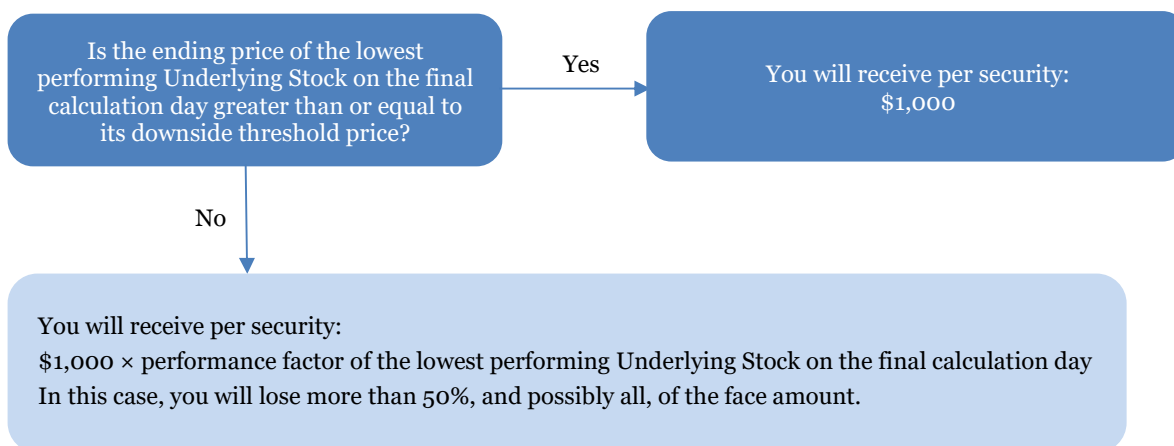 Is the ending price of the lowest
performing Underlying Stock on the final
calculation day greater than or equal to
its downside threshold price?
Yes
You will receive per security:
$1,000
No
You will receive per security:
$1,000 × performance factor of the lowest performing Underlying Stock on the final calculation day
In this case, you will lose more than 50%, and possibly all, of the face amount.